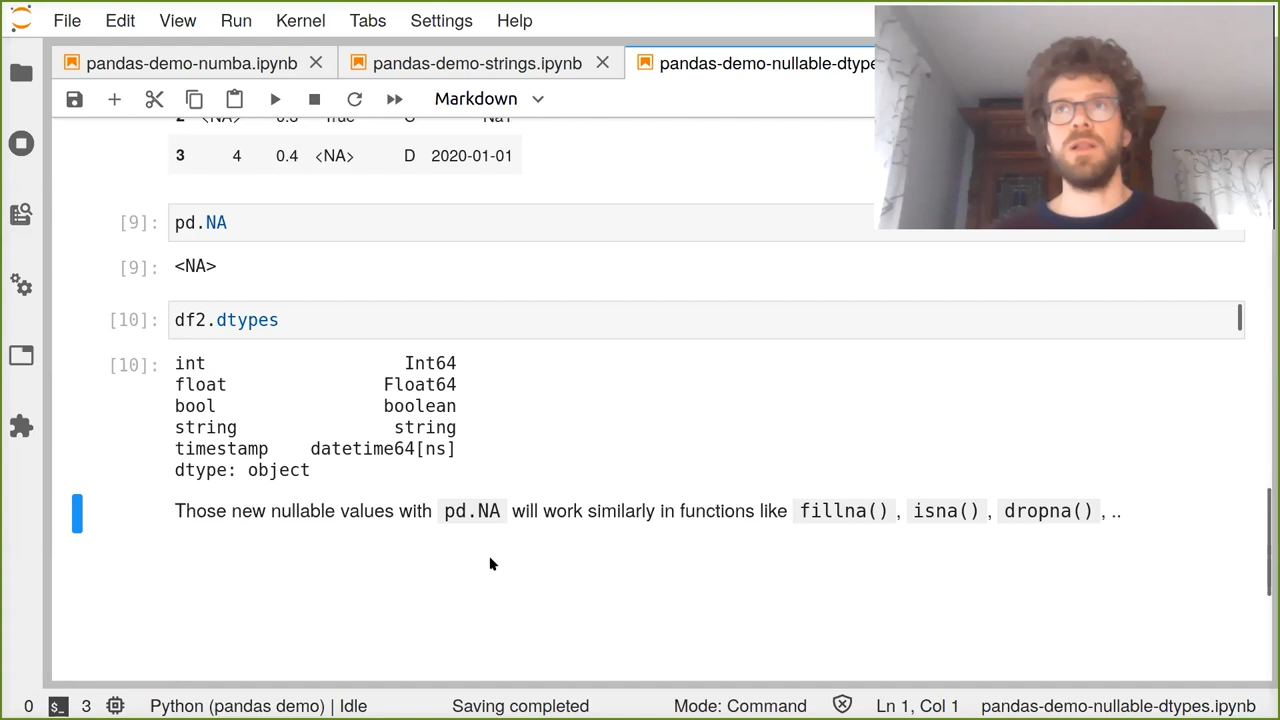 File Edit View Run Kernel Tabs Settings Help
pandas-demo-numba.ipynb pandas-demo-strings.ipynb pandas-demo-nullable-dtype
Markdown
3 4 0.4 <NA> D 2020-01-01
[9]: pd.NA
[9]: <NA>
[10]: df2.dtypes
[10]: int Int64
float Float64
bool boolean
string string
timestamp datetime64[ns]
dtype: object
Those new nullable values with pd.NA will work similarly in functions like fillna(), isna(), dropna(), ..
0 $_ 3 Python (pandas demo) | Idle Saving completed Mode: Command Ln 1, Col 1 pandas-demo-nullable-dtypes.ipynb